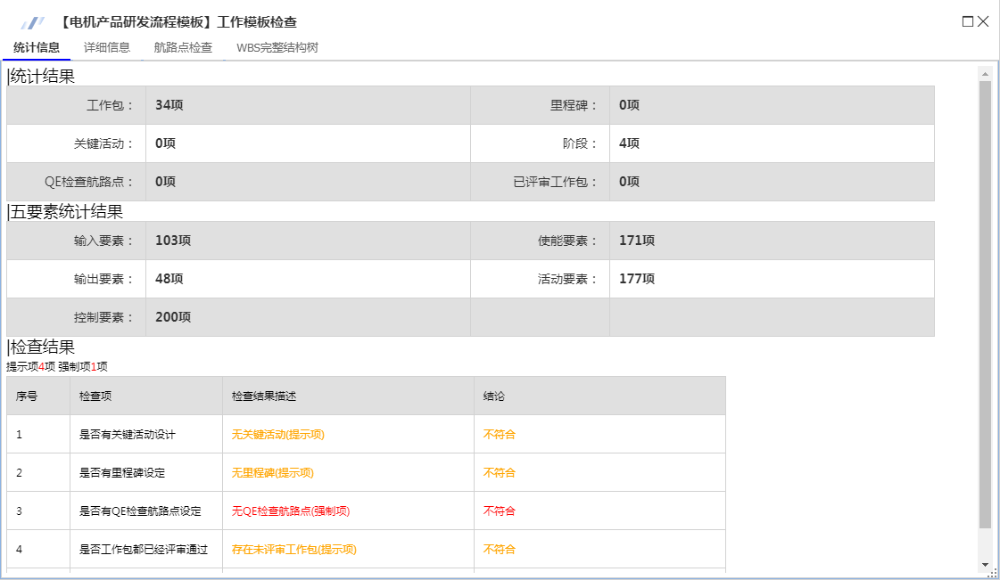 【电机产品研发流程模板】工作模板检查
统计信息 详细信息 航路点检查 WBS完整结构树
|统计结果
工作包： 34项 里程碑： 0项
关键活动： 0项 阶段： 4项
QE检查航路点： 0项 已评审工作包： 0项
|五要素统计结果
输入要素： 103项 使能要素： 171项
输出要素： 48项 活动要素： 177项
控制要素： 200项
|检查结果
提示项4项 强制项1项
序号 检查项 检查结果描述 结论
1 是否有关键活动设计 无关键活动(提示项) 不符合
2 是否有里程碑设定 无里程碑(提示项) 不符合
3 是否有QE检查航路点设定 无QE检查航路点(强制项) 不符合
4 是否工作包都已经评审通过 存在未评审工作包(提示项) 不符合